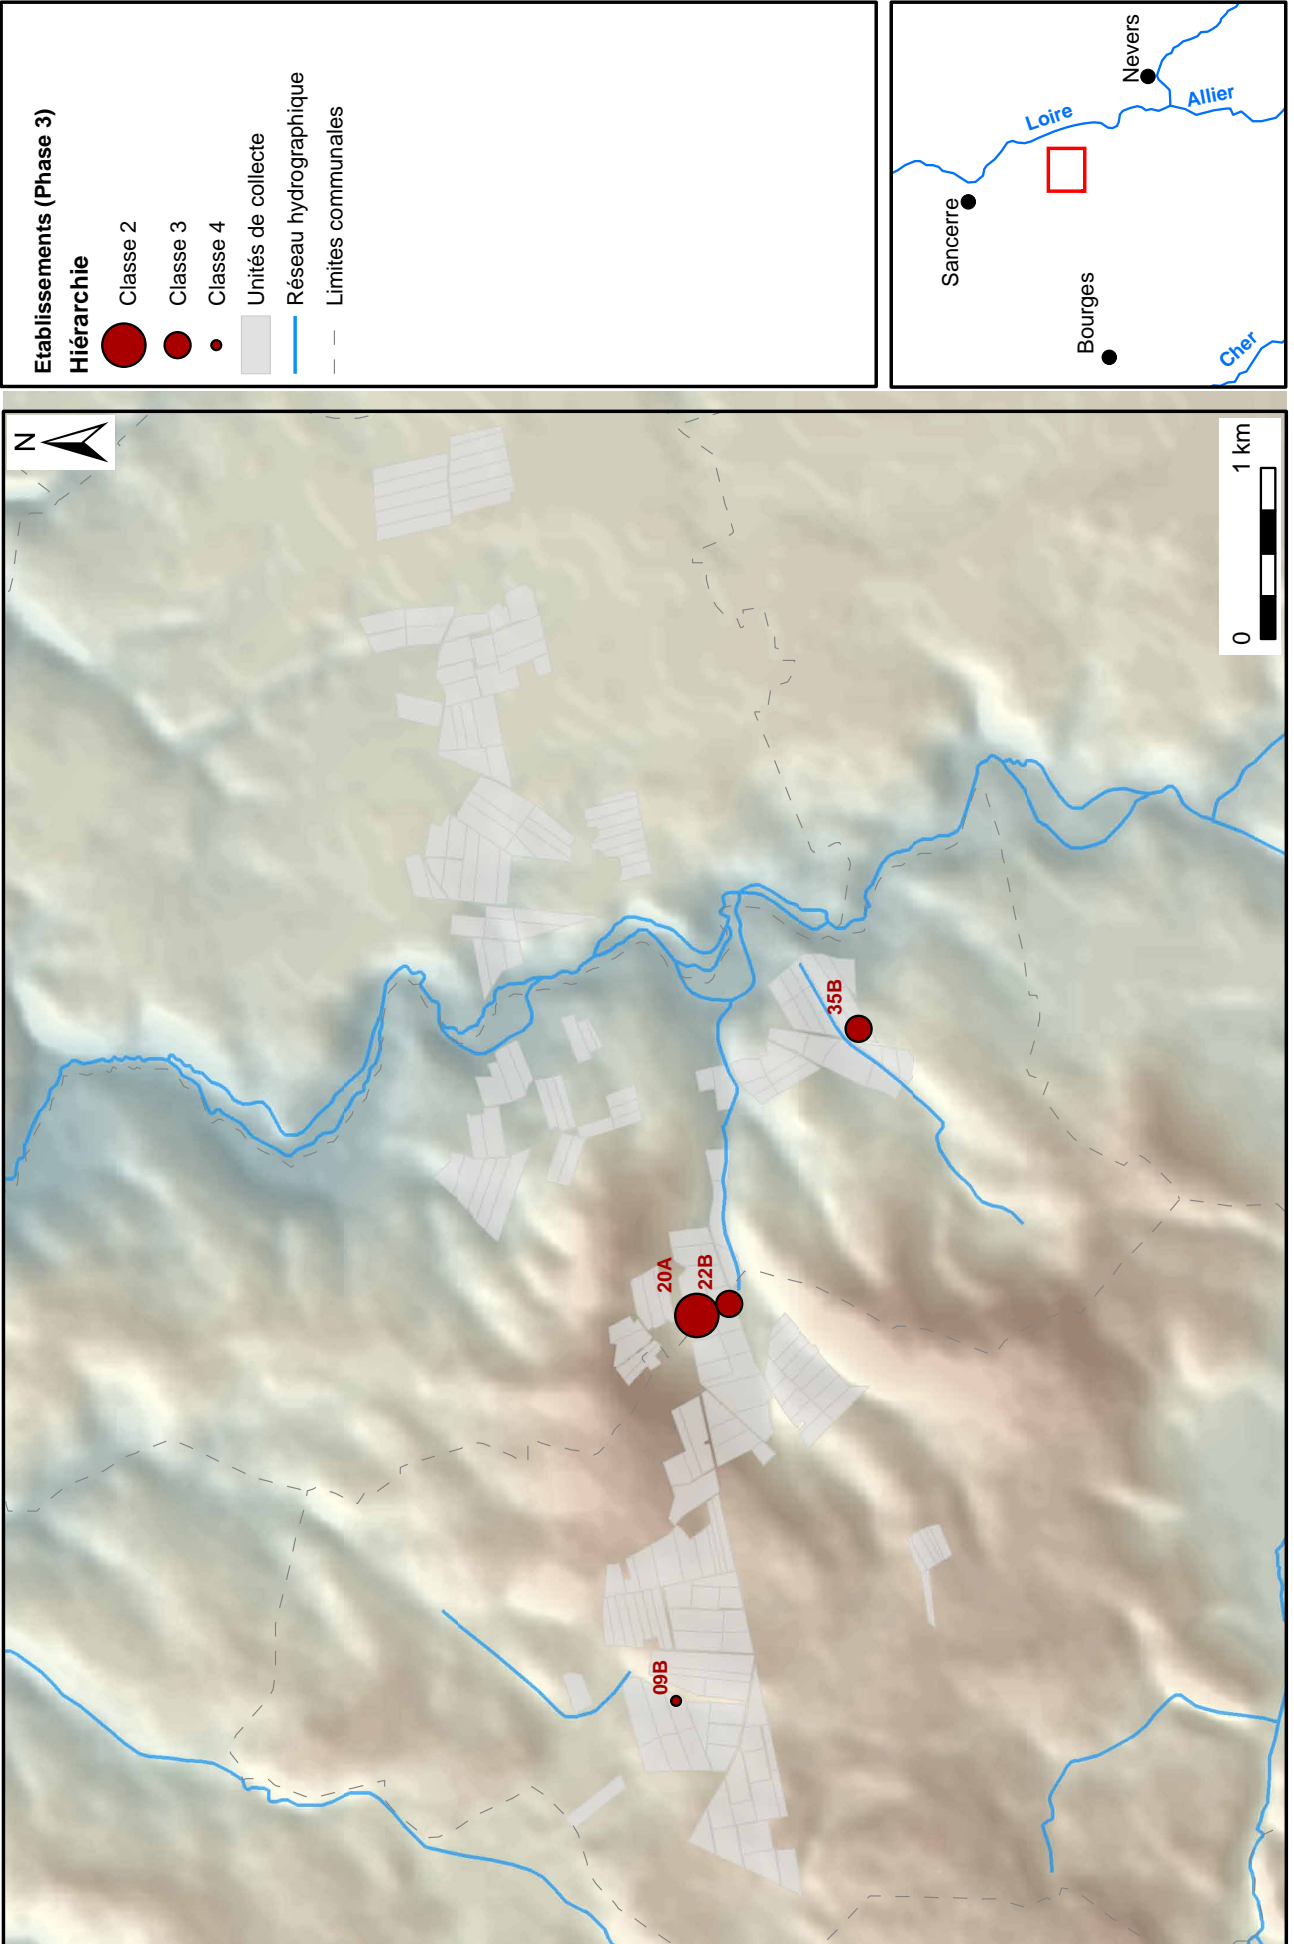 Etablissements (Phase 3)
Hiérarchie
Classe 2
Classe 3
Classe 4
Unités de collecte
Réseau hydrographique
Limites communales
Nevers
Loire
Allier
Sancerre
Bourges
Cher
N
0
1 km
35B
20A
22B
09B